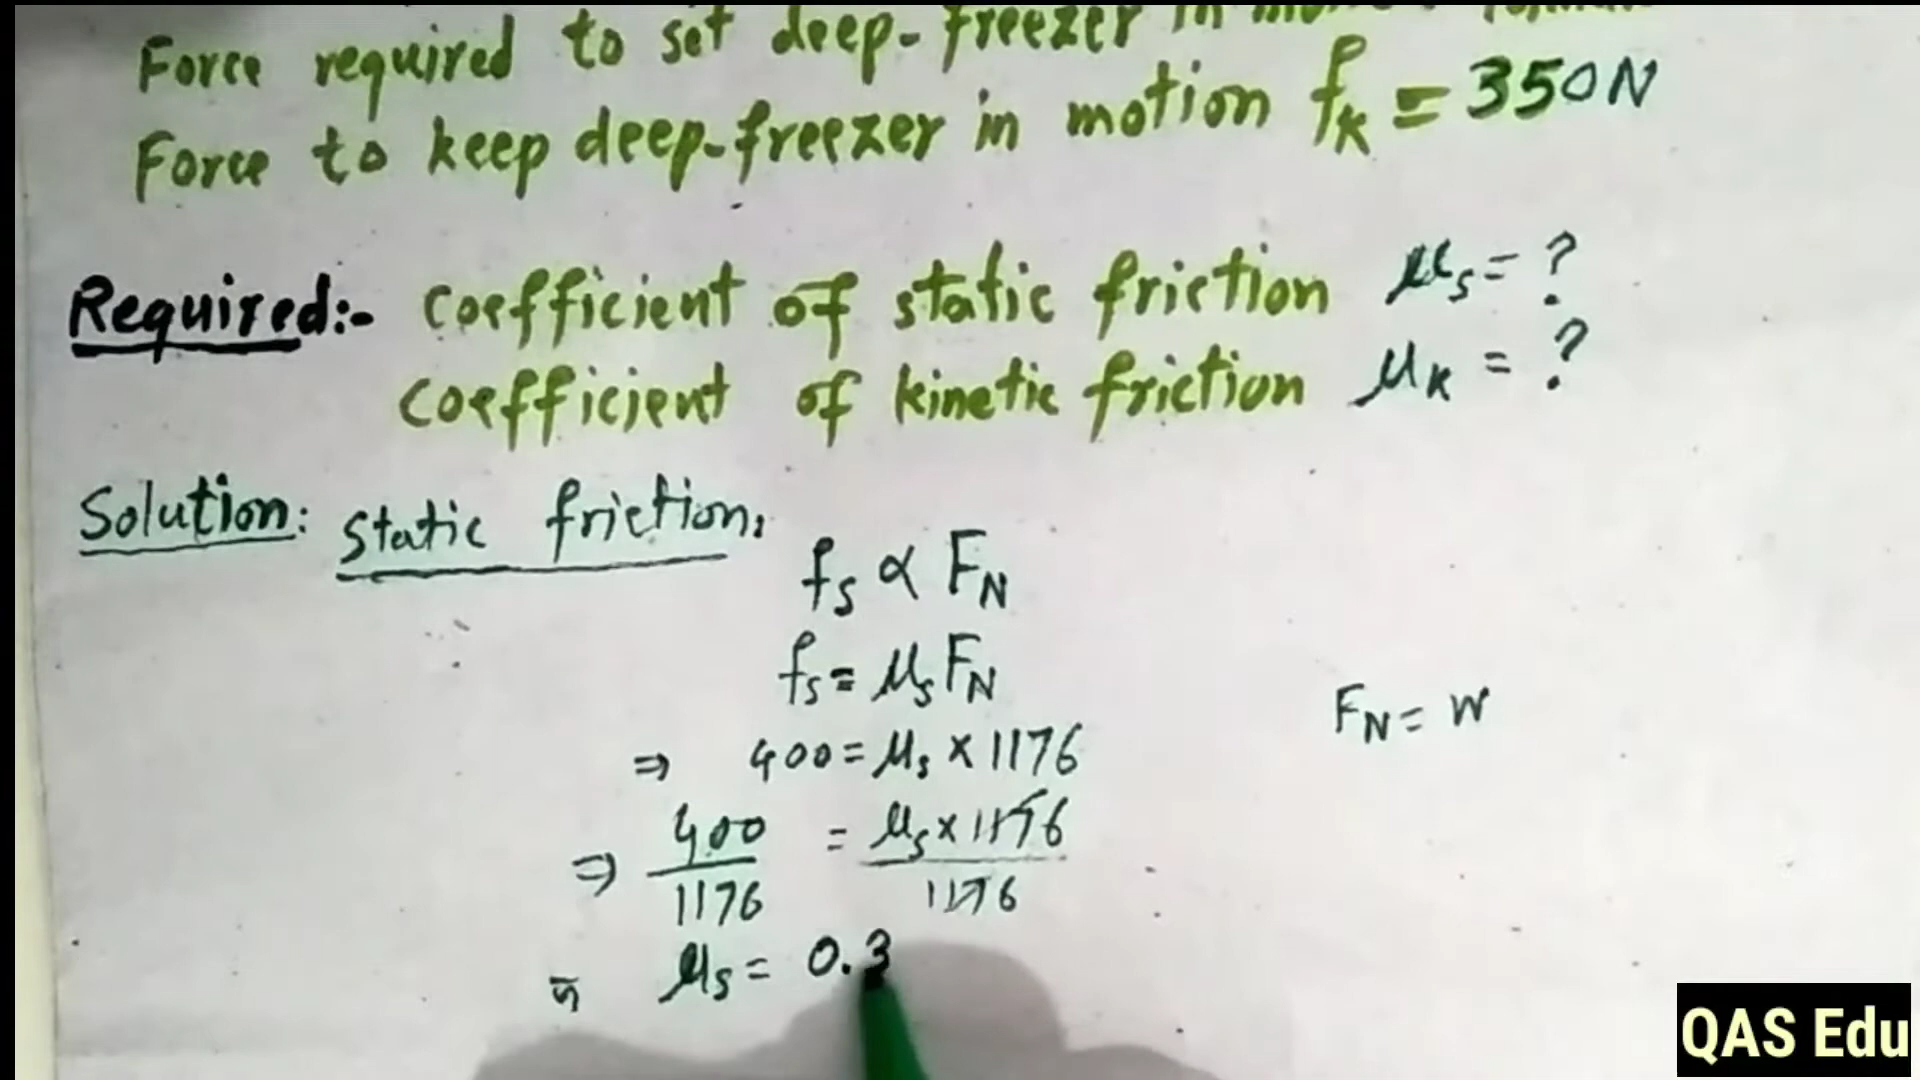 Force required to set deep-freezer in
Force to keep deep-freezer in motion fk = 350N
Required:- Coefficient of static friction μs = ?
Coefficient of kinetic friction μk = ?
Solution: Static friction:
fs ∝ FN
fs = μs FN
FN = W
⇒ 400 = μs × 1176
⇒ 400/1176 = μs × 1176/1176
μs = 0.3
QAS Edu